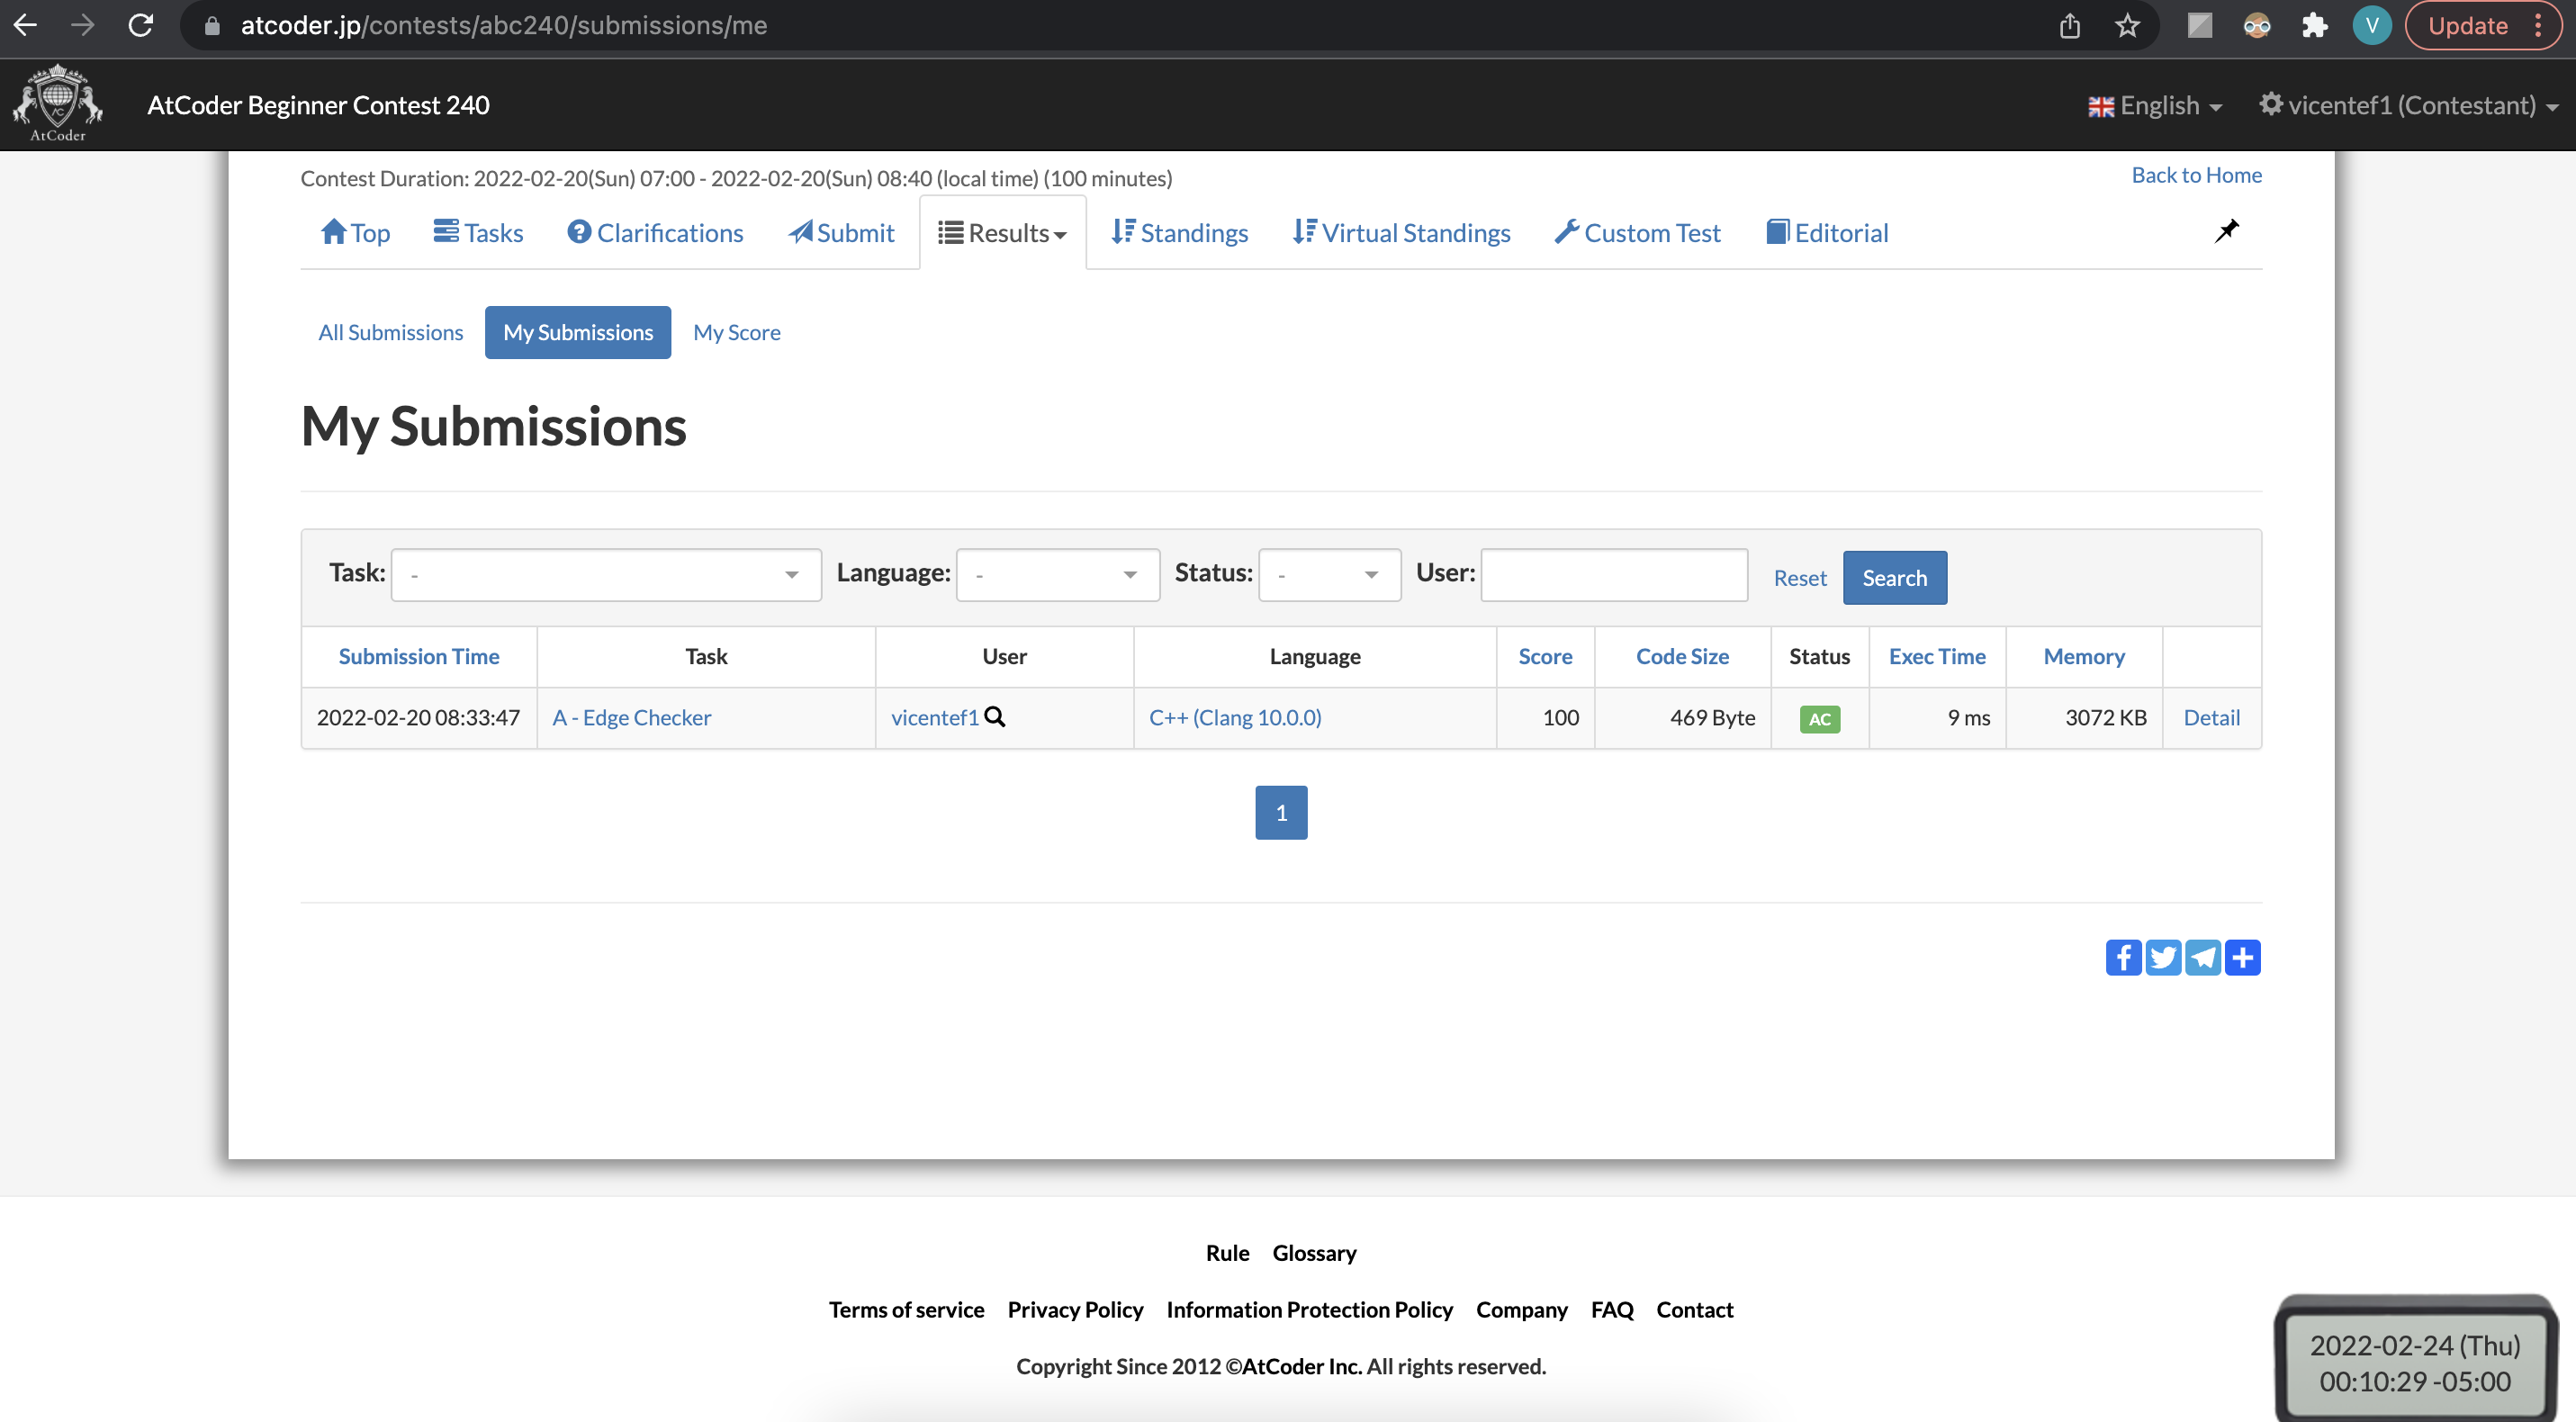 atcoder.jp/contests/abc240/submissions/me
V
Update
AC
AtCoder
AtCoder Beginner Contest 240
English
vicentef1 (Contestant)
Contest Duration: 2022-02-20(Sun) 07:00 - 2022-02-20(Sun) 08:40 (local time) (100 minutes)
Back to Home
Top Tasks Clarifications Submit Results Standings Virtual Standings Custom Test Editorial
All Submissions My Submissions My Score
My Submissions
Task: - Language: - Status: - User: Reset Search
Submission Time Task User Language Score Code Size Status Exec Time Memory
2022-02-20 08:33:47 A - Edge Checker vicentef1 C++ (Clang 10.0.0) 100 469 Byte AC 9 ms 3072 KB Detail
1
Rule Glossary
Terms of service Privacy Policy Information Protection Policy Company FAQ Contact
Copyright Since 2012 ©AtCoder Inc. All rights reserved.
2022-02-24 (Thu)
00:10:29 -05:00